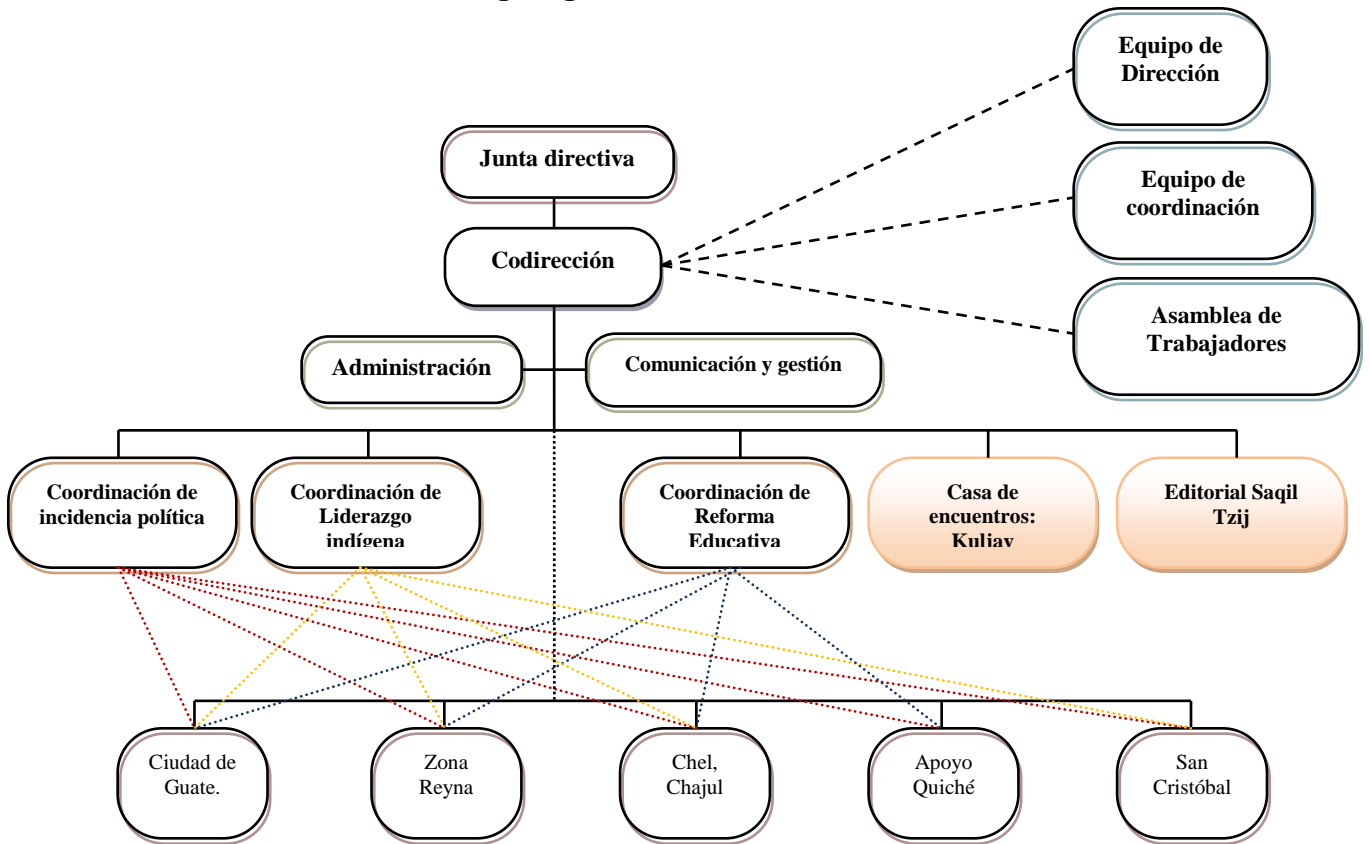 Equipo de
Dirección
Junta directiva
Equipo de
coordinación
Codirección
Asamblea de
Trabajadores
Administración
Comunicación y gestión
Coordinación de
incidencia política
Coordinación de
Liderazgo
indígena
Coordinación de
Reforma
Educativa
Casa de
encuentros:
Editorial Saqil
Tzij
Ciudad de
Guate.
Zona
Reyna
Chel,
Chajul
Apoyo
Quiché
San
Cristóbal